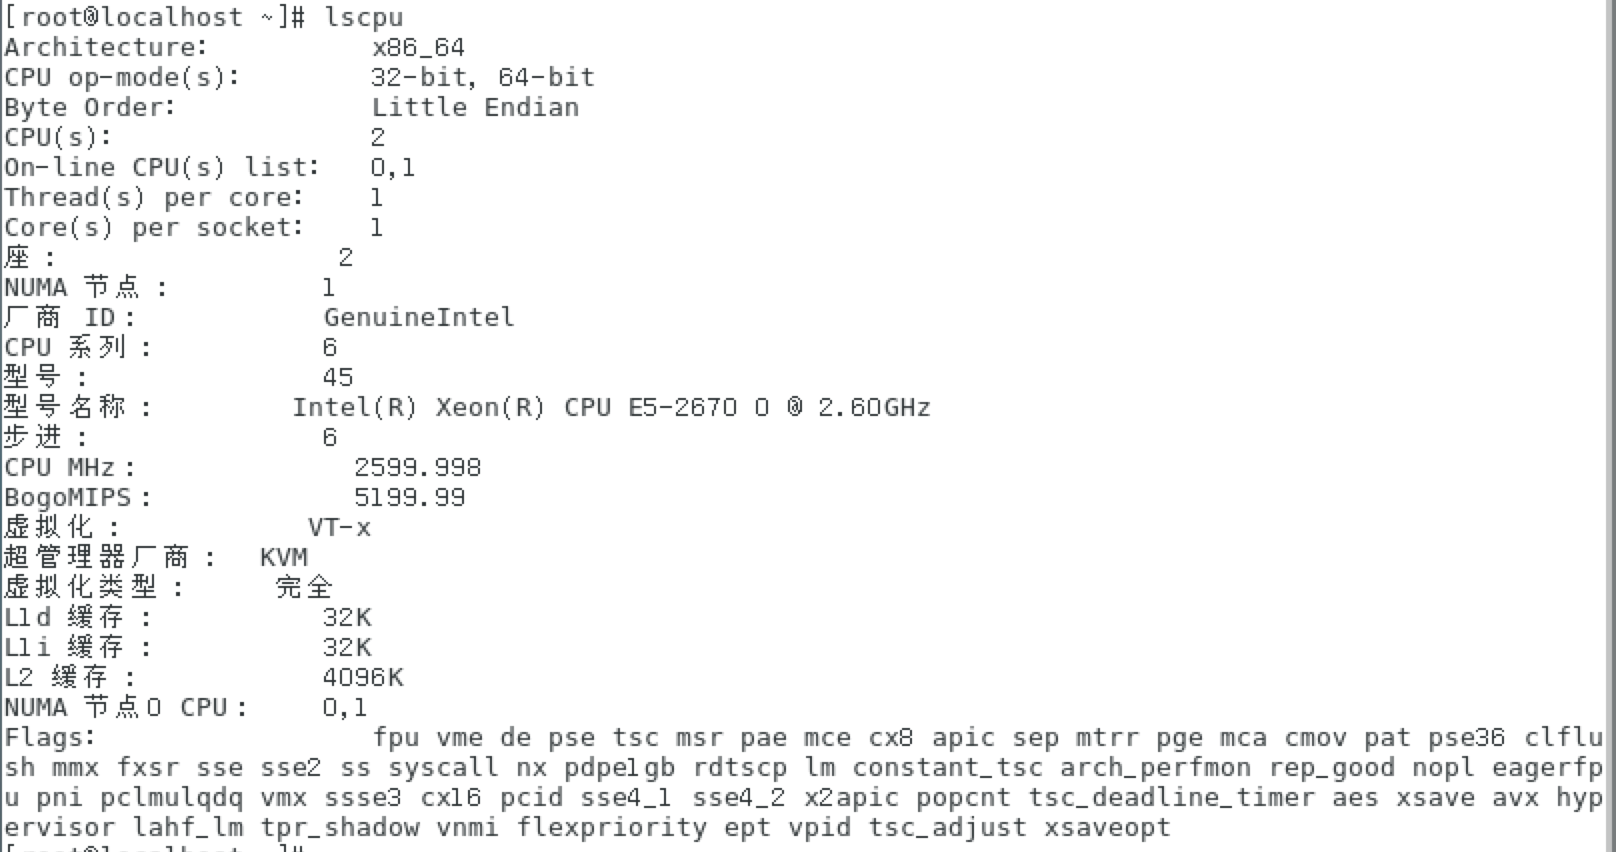 [root@localhost ~]# lscpu
Architecture:          x86_64
CPU op-mode(s):        32-bit, 64-bit
Byte Order:            Little Endian
CPU(s):                2
On-line CPU(s) list:   0,1
Thread(s) per core:    1
Core(s) per socket:    1
座：                 2
NUMA 节点：         1
厂商 ID：           GenuineIntel
CPU 系列：          6
型号：              45
型号名称：        Intel(R) Xeon(R) CPU E5-2670 0 @ 2.60GHz
步进：              6
CPU MHz：             2599.998
BogoMIPS：            5199.99
虚拟化：           VT-x
超管理器厂商：  KVM
虚拟化类型：     完全
L1d 缓存：          32K
L1i 缓存：          32K
L2 缓存：           4096K
NUMA 节点0 CPU：    0,1
Flags:                 fpu vme de pse tsc msr pae mce cx8 apic sep mtrr pge mca cmov pat pse36 clflu
sh mmx fxsr sse sse2 ss syscall nx pdpe1gb rdtscp lm constant_tsc arch_perfmon rep_good nopl eagerfp
u pni pclmulqdq vmx ssse3 cx16 pcid sse4_1 sse4_2 x2apic popcnt tsc_deadline_timer aes xsave avx hyp
ervisor lahf_lm tpr_shadow vnmi flexpriority ept vpid tsc_adjust xsaveopt
[root@localhost ~]#